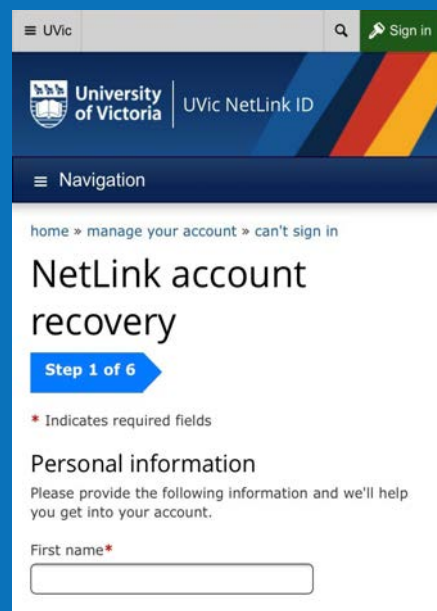 ≡ UVic
Sign in
University
of Victoria
UVic NetLink ID
≡ Navigation
home » manage your account » can't sign in
NetLink account
recovery
Step 1 of 6
* Indicates required fields
Personal information
Please provide the following information and we'll help
you get into your account.
First name*